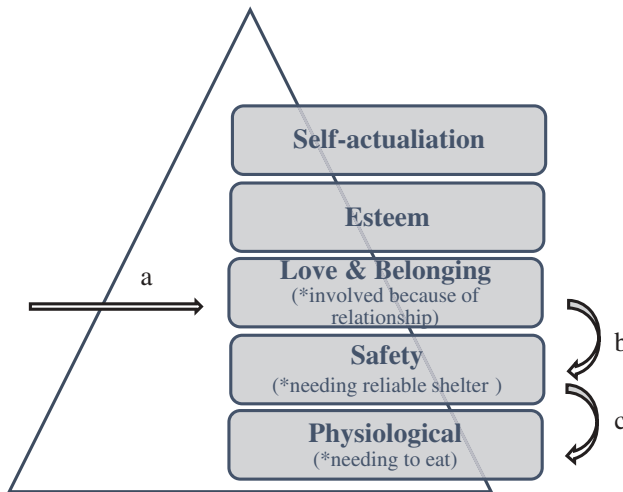 Self-actualiation
Esteem
Love & Belonging
(*involved because of
relationship)
a
Safety
(*needing reliable shelter )
b
Physiological
(*needing to eat)
c